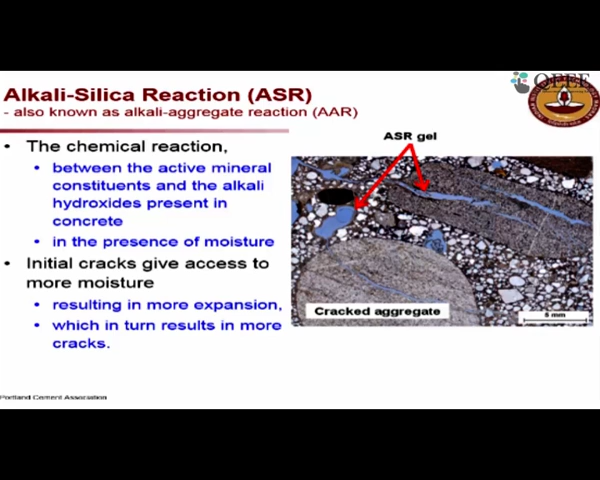 Alkali-Silica Reaction (ASR)
- also known as alkali-aggregate reaction (AAR)
• The chemical reaction,
• between the active mineral
constituents and the alkali
hydroxides present in
concrete
• in the presence of moisture
• Initial cracks give access to
more moisture
• resulting in more expansion,
• which in turn results in more
cracks.
ASR gel
Cracked aggregate
5 mm
Portland Cement Association